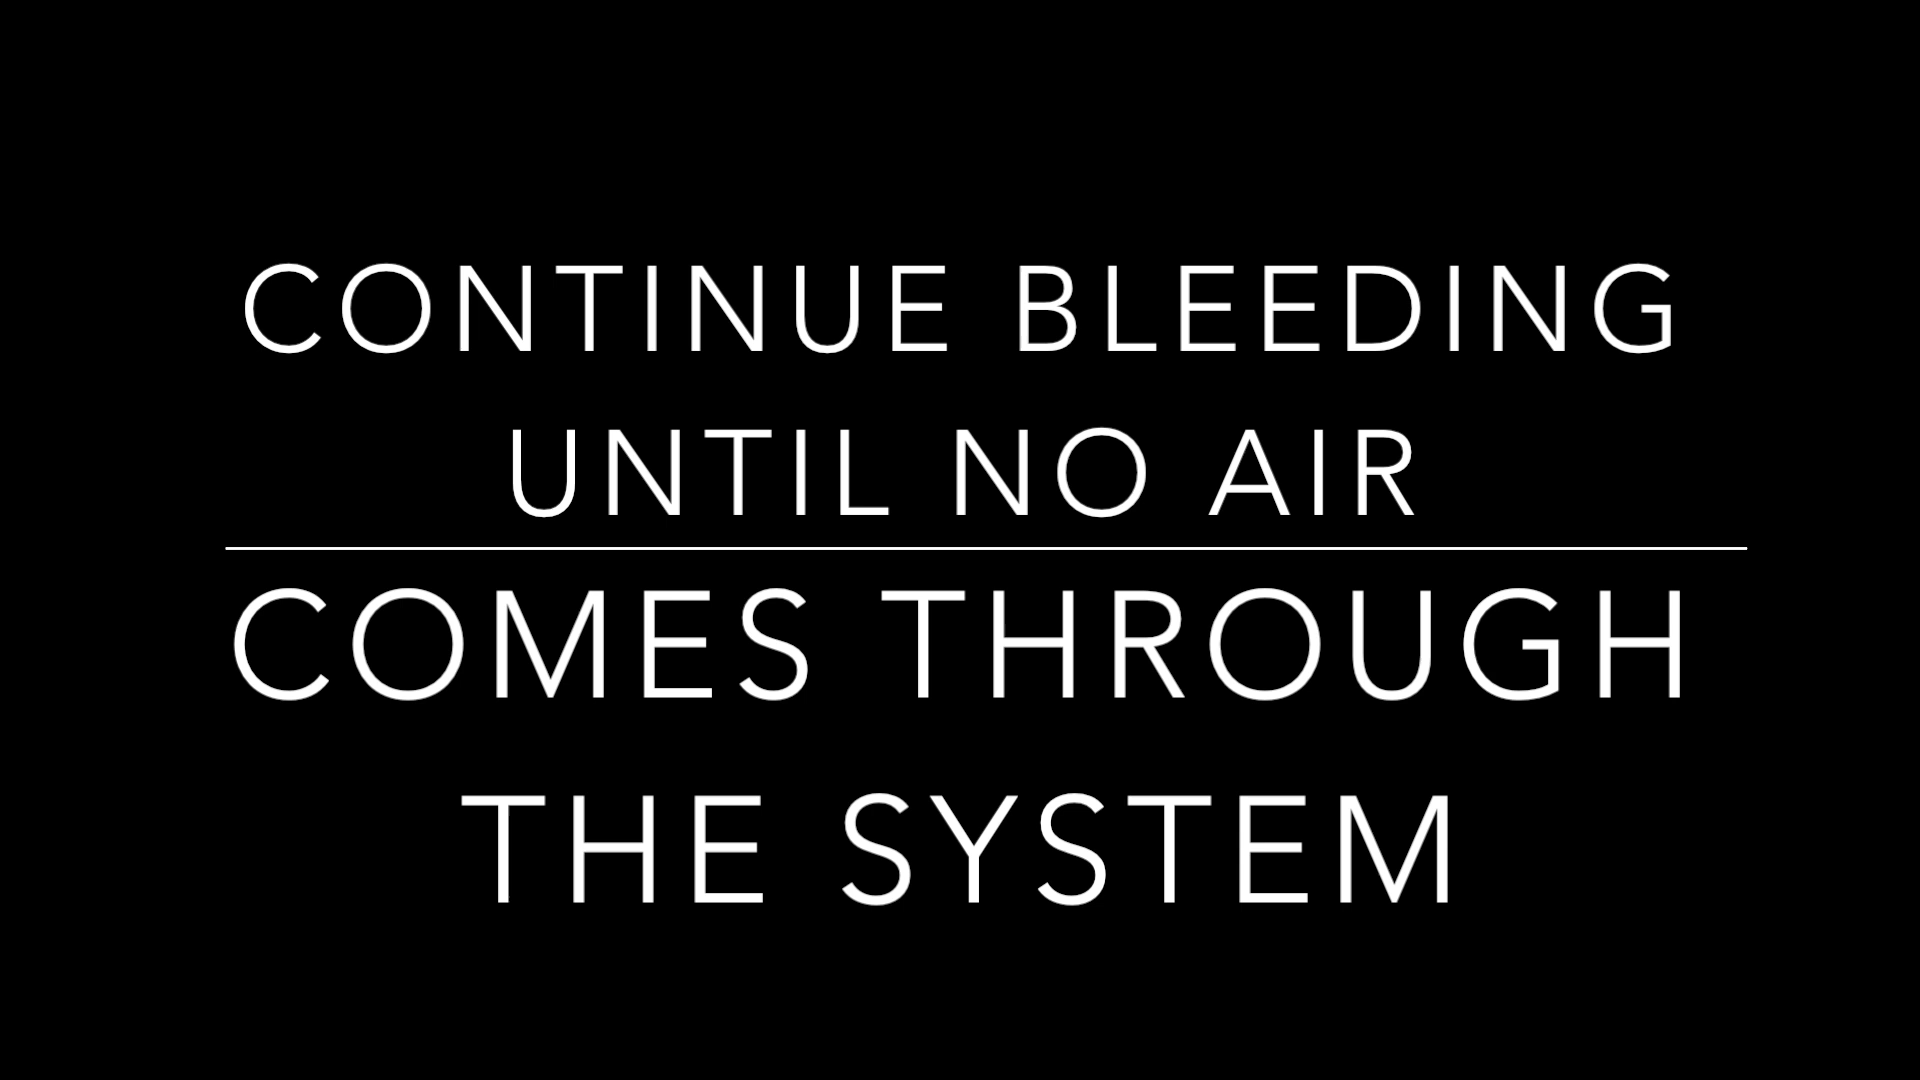 CONTINUE BLEEDING
UNTIL NO AIR
COMES THROUGH
THE SYSTEM